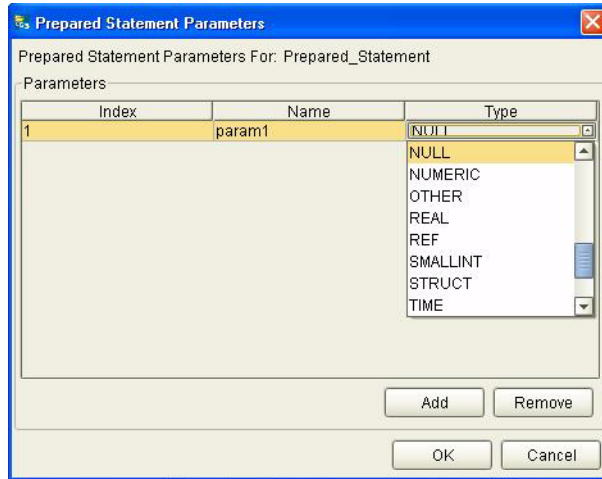 Prepared Statement Parameters
Prepared Statement Parameters For: Prepared_Statement
Parameters
Index Name Type
1 param1 NULL
NULL
NUMERIC
OTHER
REAL
REF
SMALLINT
STRUCT
TIME
Add Remove
OK Cancel